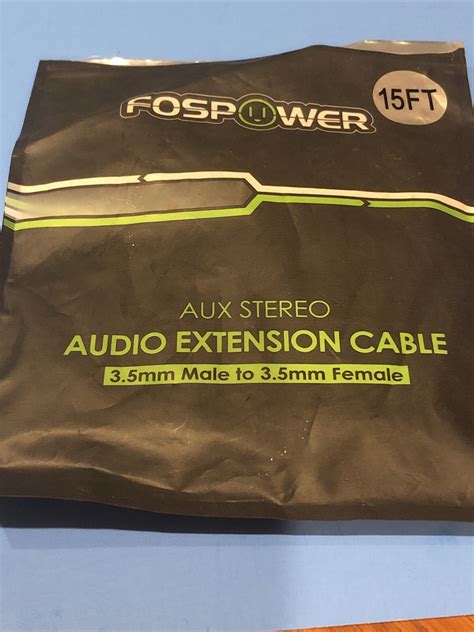 FOSPOWER
15FT
AUX STEREO
AUDIO EXTENSION CABLE
3.5mm Male to 3.5mm Female